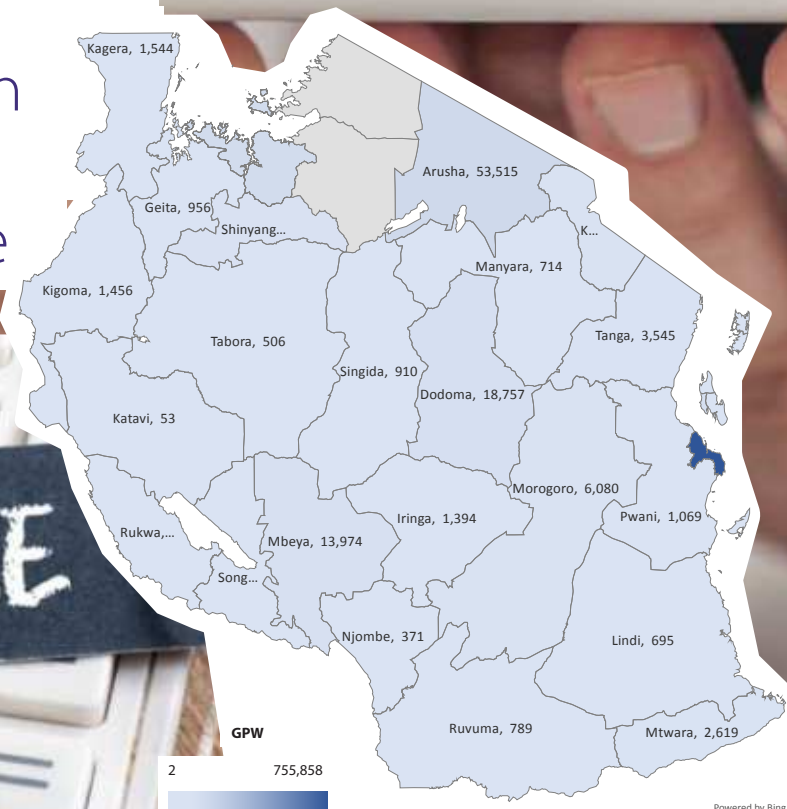 n
e
E
Kagera, 1,544
Arusha, 53,515
Geita, 956
Shinyang...
K...
Manyara, 714
Kigoma, 1,456
Tabora, 506
Tanga, 3,545
Singida, 910
Dodoma, 18,757
Katavi, 53
Morogoro, 6,080
Iringa, 1,394
Pwani, 1,069
Rukwa,...
Mbeya, 13,974
Song...
Njombe, 371
Lindi, 695
Ruvuma, 789
Mtwara, 2,619
GPW
2 755,858
Powered by Bing